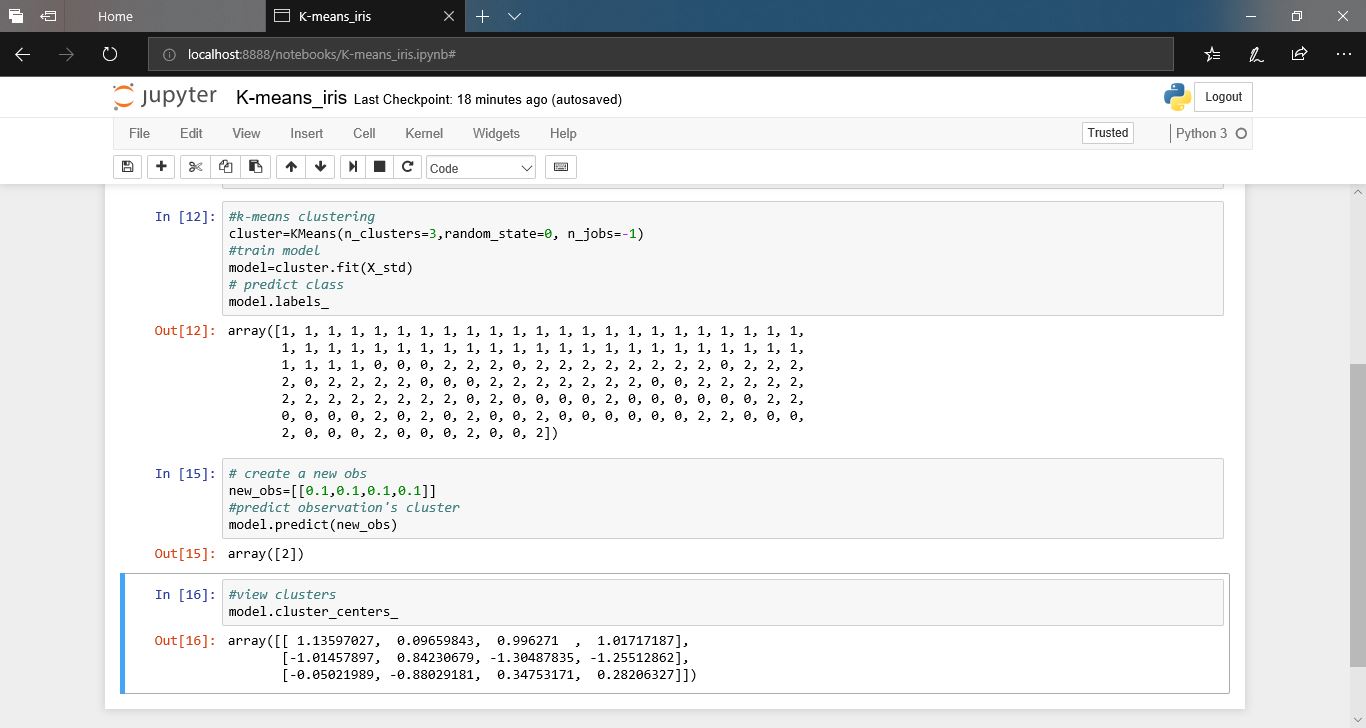 Home
K-means_iris
localhost:8888/notebooks/K-means_iris.ipynb#
jupyter K-means_iris Last Checkpoint: 18 minutes ago (autosaved)
Logout
File Edit View Insert Cell Kernel Widgets Help
Trusted
Python 3
Code
In [12]:
#k-means clustering
cluster=KMeans(n_clusters=3,random_state=0, n_jobs=-1)
#train model
model=cluster.fit(X_std)
# predict class
model.labels_
Out[12]: array([1, 1, 1, 1, 1, 1, 1, 1, 1, 1, 1, 1, 1, 1, 1, 1, 1, 1, 1, 1, 1, 1, 1,
1, 1, 1, 1, 1, 1, 1, 1, 1, 1, 1, 1, 1, 1, 1, 1, 1, 1, 1, 1, 1, 1, 1,
1, 1, 1, 1, 0, 0, 0, 2, 2, 2, 0, 2, 2, 2, 2, 2, 2, 2, 2, 0, 2, 2, 2,
2, 0, 2, 2, 2, 2, 0, 0, 0, 2, 2, 2, 2, 2, 2, 2, 0, 0, 2, 2, 2, 2, 2,
2, 2, 2, 2, 2, 2, 2, 2, 0, 2, 0, 0, 0, 0, 2, 0, 0, 0, 0, 0, 0, 2, 2,
0, 0, 0, 0, 2, 0, 2, 0, 2, 0, 0, 2, 0, 0, 0, 0, 0, 0, 2, 2, 0, 0, 0,
2, 0, 0, 0, 2, 0, 0, 0, 2, 0, 0, 2])
In [15]:
# create a new obs
new_obs=[[0.1,0.1,0.1,0.1]]
#predict observation's cluster
model.predict(new_obs)
Out[15]: array([2])
In [16]:
#view clusters
model.cluster_centers_
Out[16]: array([[ 1.13597027, 0.09659843, 0.996271 , 1.01717187],
[-1.01457897, 0.84230679, -1.30487835, -1.25512862],
[-0.05021989, -0.88029181, 0.34753171, 0.28206327]])